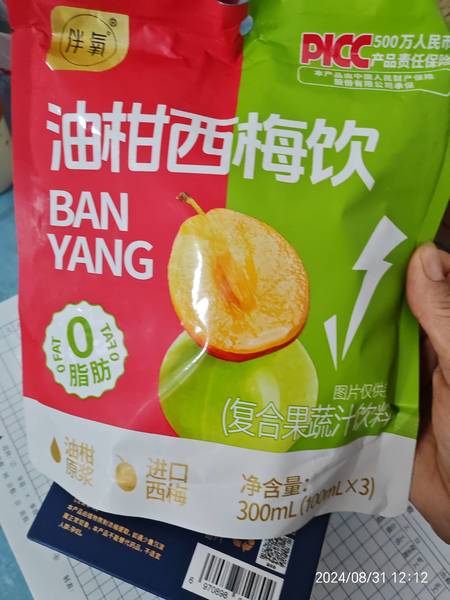 伴氧
PICC 500万人民币
产品责任保险
本产品由中国人民财产保险
股份有限公司承保
油柑西梅饮
BAN
YANG
0 FAT
0 FAT
0
脂肪
图片仅供
(复合果蔬汁饮料)
油柑
原浆
进口
西梅
净含量:
300mL (100mL×3)
6 970898
2024/08/31 12:12